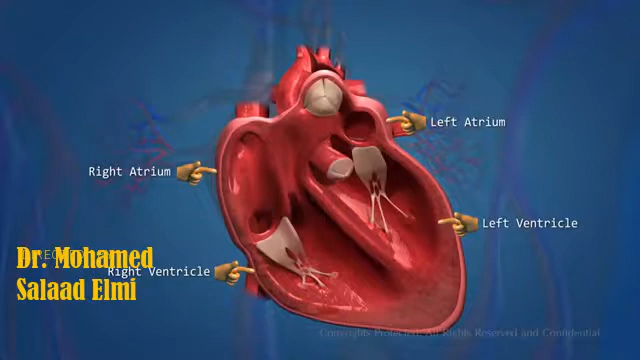 Left Atrium
Right Atrium
Left Ventricle
Dr. Mohamed
Right Ventricle
Salaad Elmi
Copyrights Protected. All Rights Reserved and Confidential